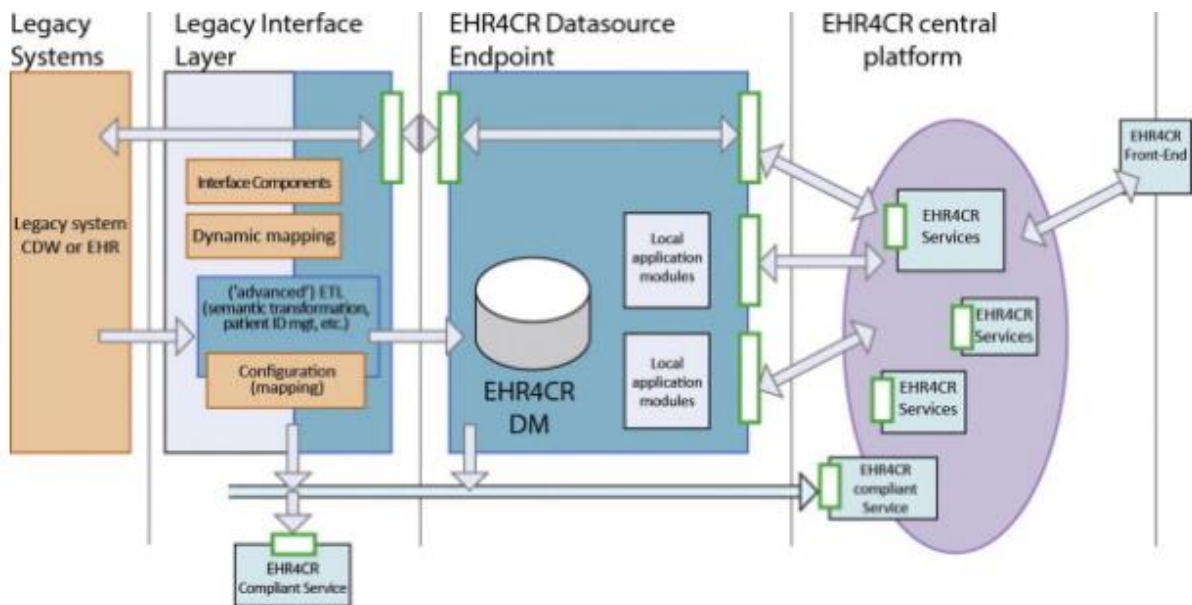 Legacy
Systems
Legacy Interface
Layer
EHR4CR Datasource
Endpoint
EHR4CR central
platform
Legacy system
CDW or EHR
Interface Components
Dynamic mapping
('advanced') ETL
(semantic transformation,
patient ID mgt, etc.)
Configuration
(mapping)
EHR4CR
DM
Local
application
modules
Local
application
modules
EHR4CR
Services
EHR4CR
Services
EHR4CR
Services
EHR4CR
compliant
Service
EHR4CR
Front-End
EHR4CR
Compliant Service